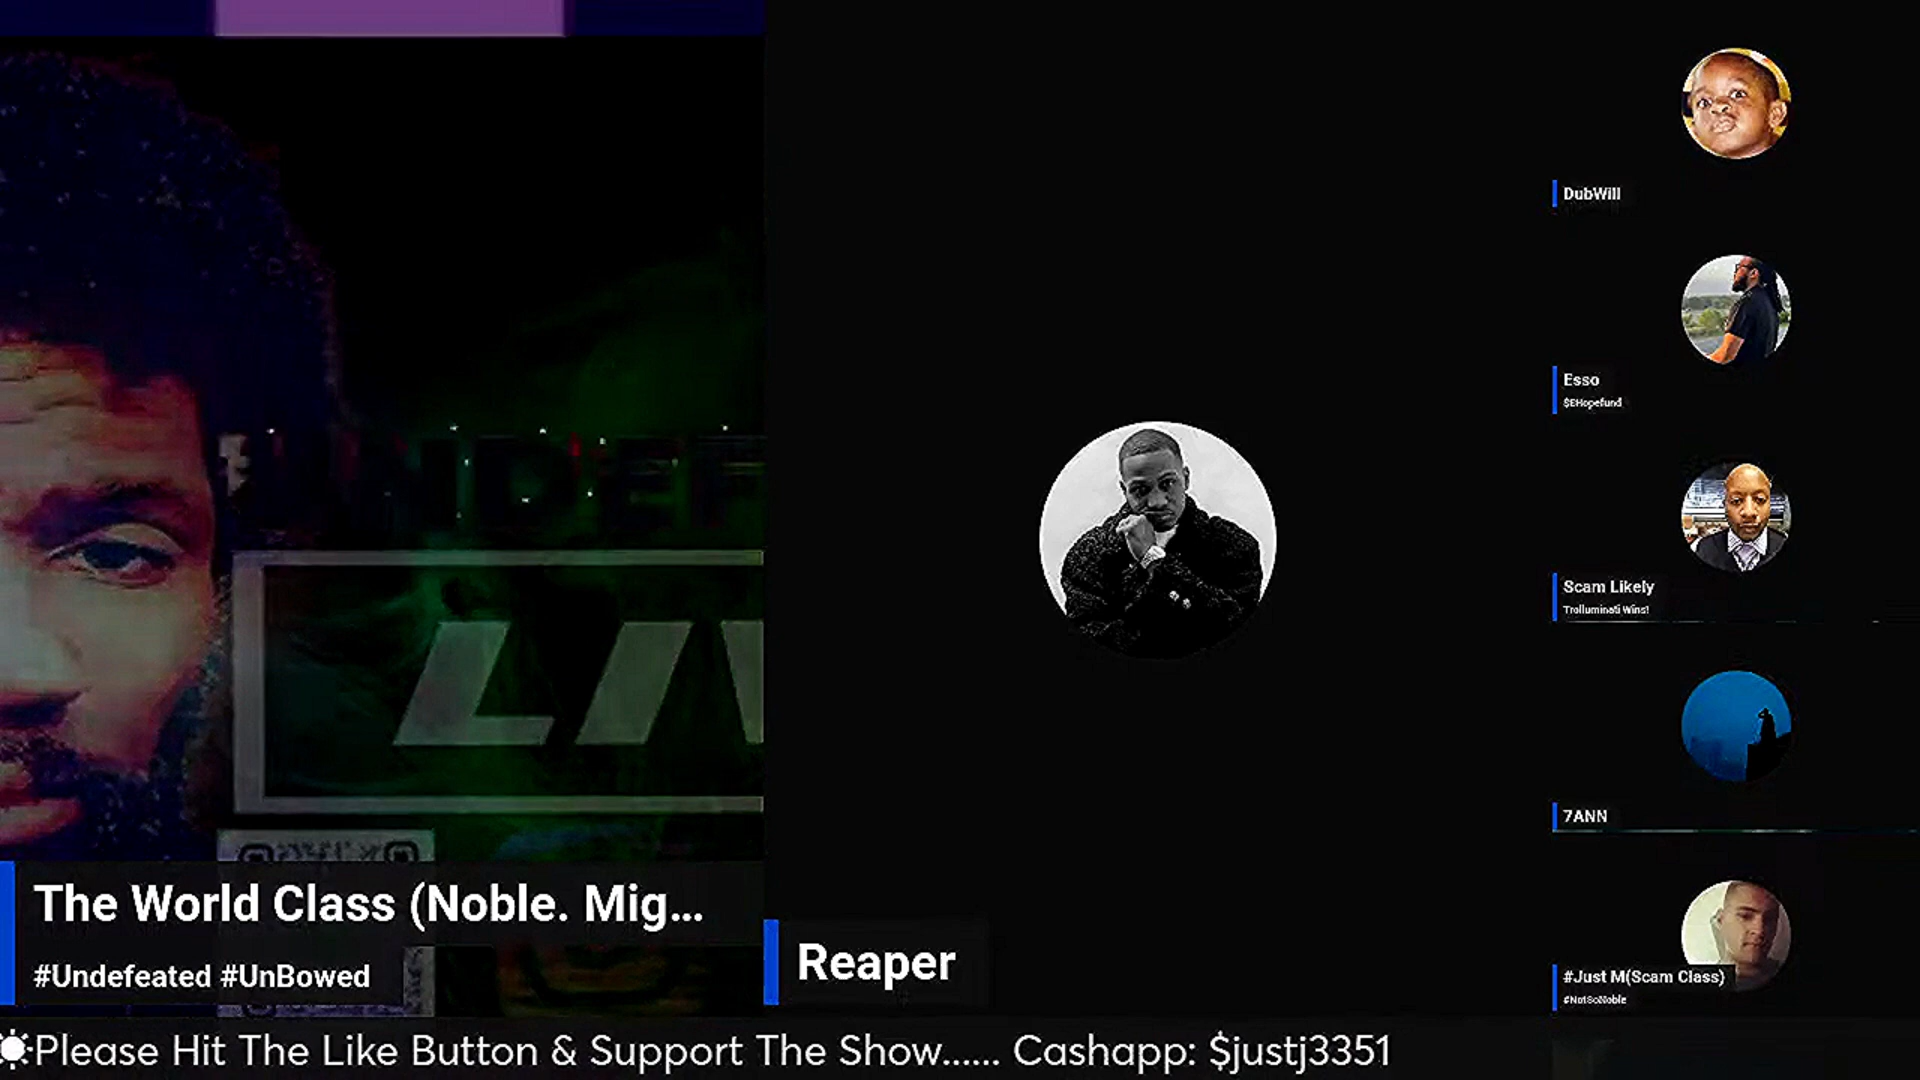 The World Class (Noble. Mig...
#Undefeated #UnBowed
Reaper
DubWill
Esso
$EHopefund
Scam Likely
Trolluminati Wins!
7ANN
#Just M(Scam Class)
#NotSoNoble
Please Hit The Like Button & Support The Show...... Cashapp: $justj3351